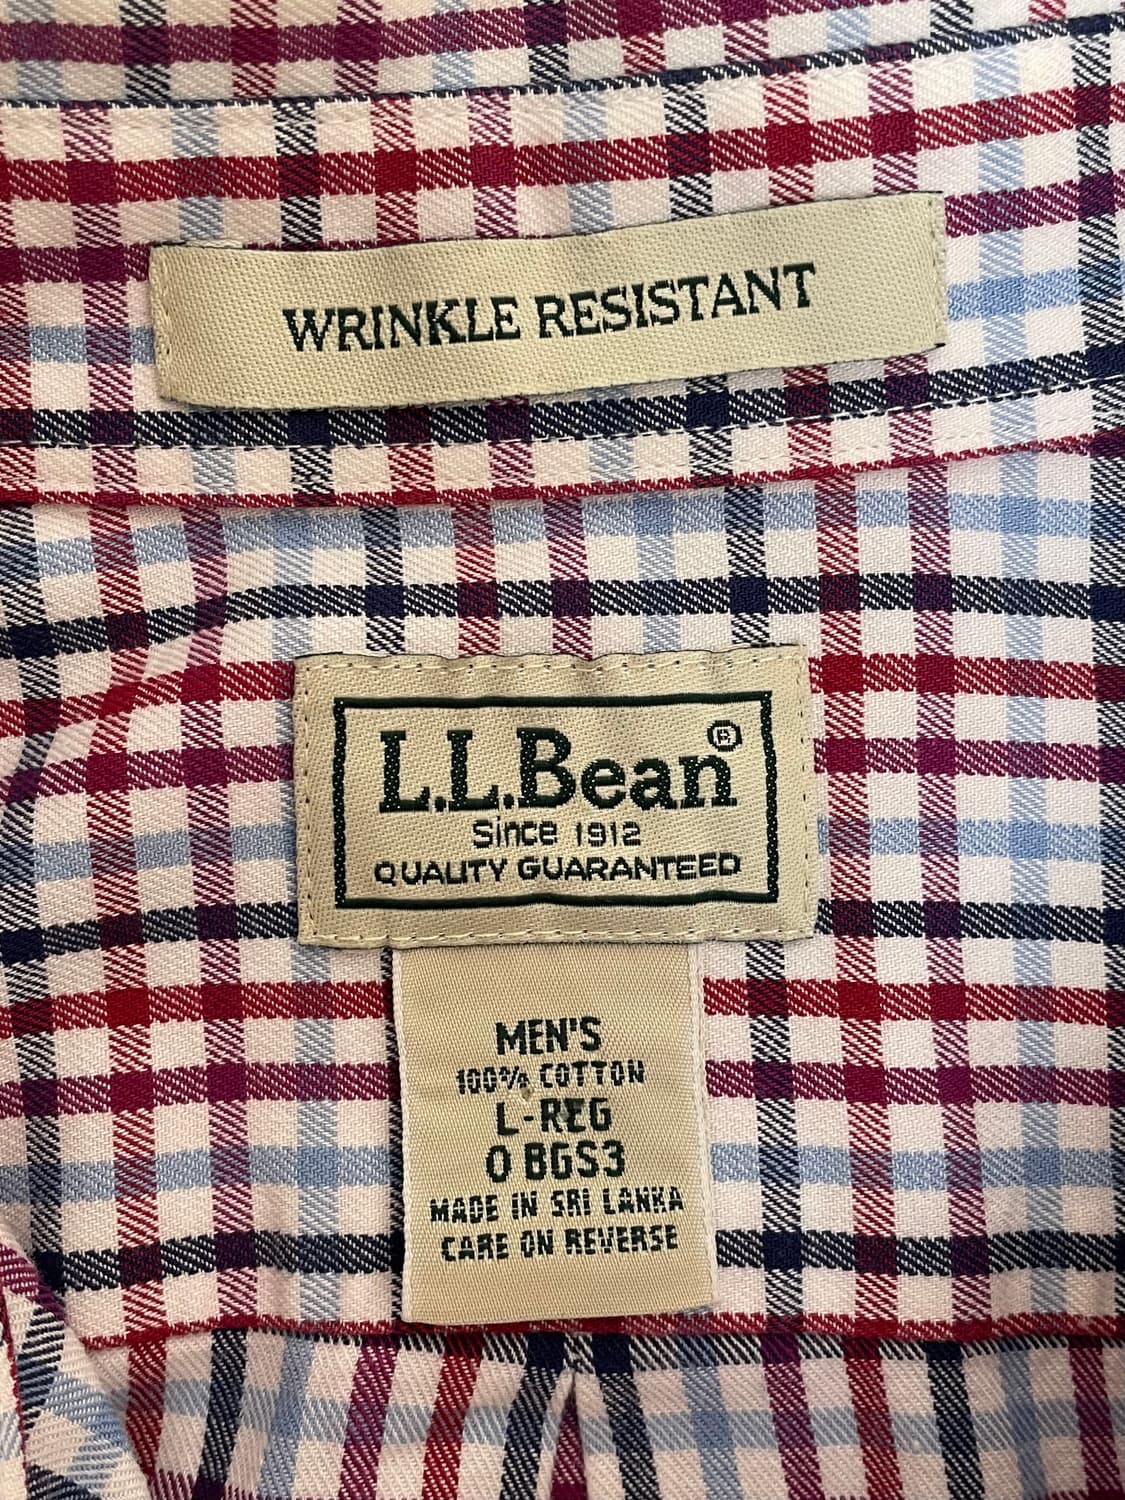 WRINKLE RESISTANT
L.L.Bean®
Since 1912
QUALITY GUARANTEED
MEN'S
100% COTTON
L-REG
0 BGS3
MADE IN SRI LANKA
CARE ON REVERSE